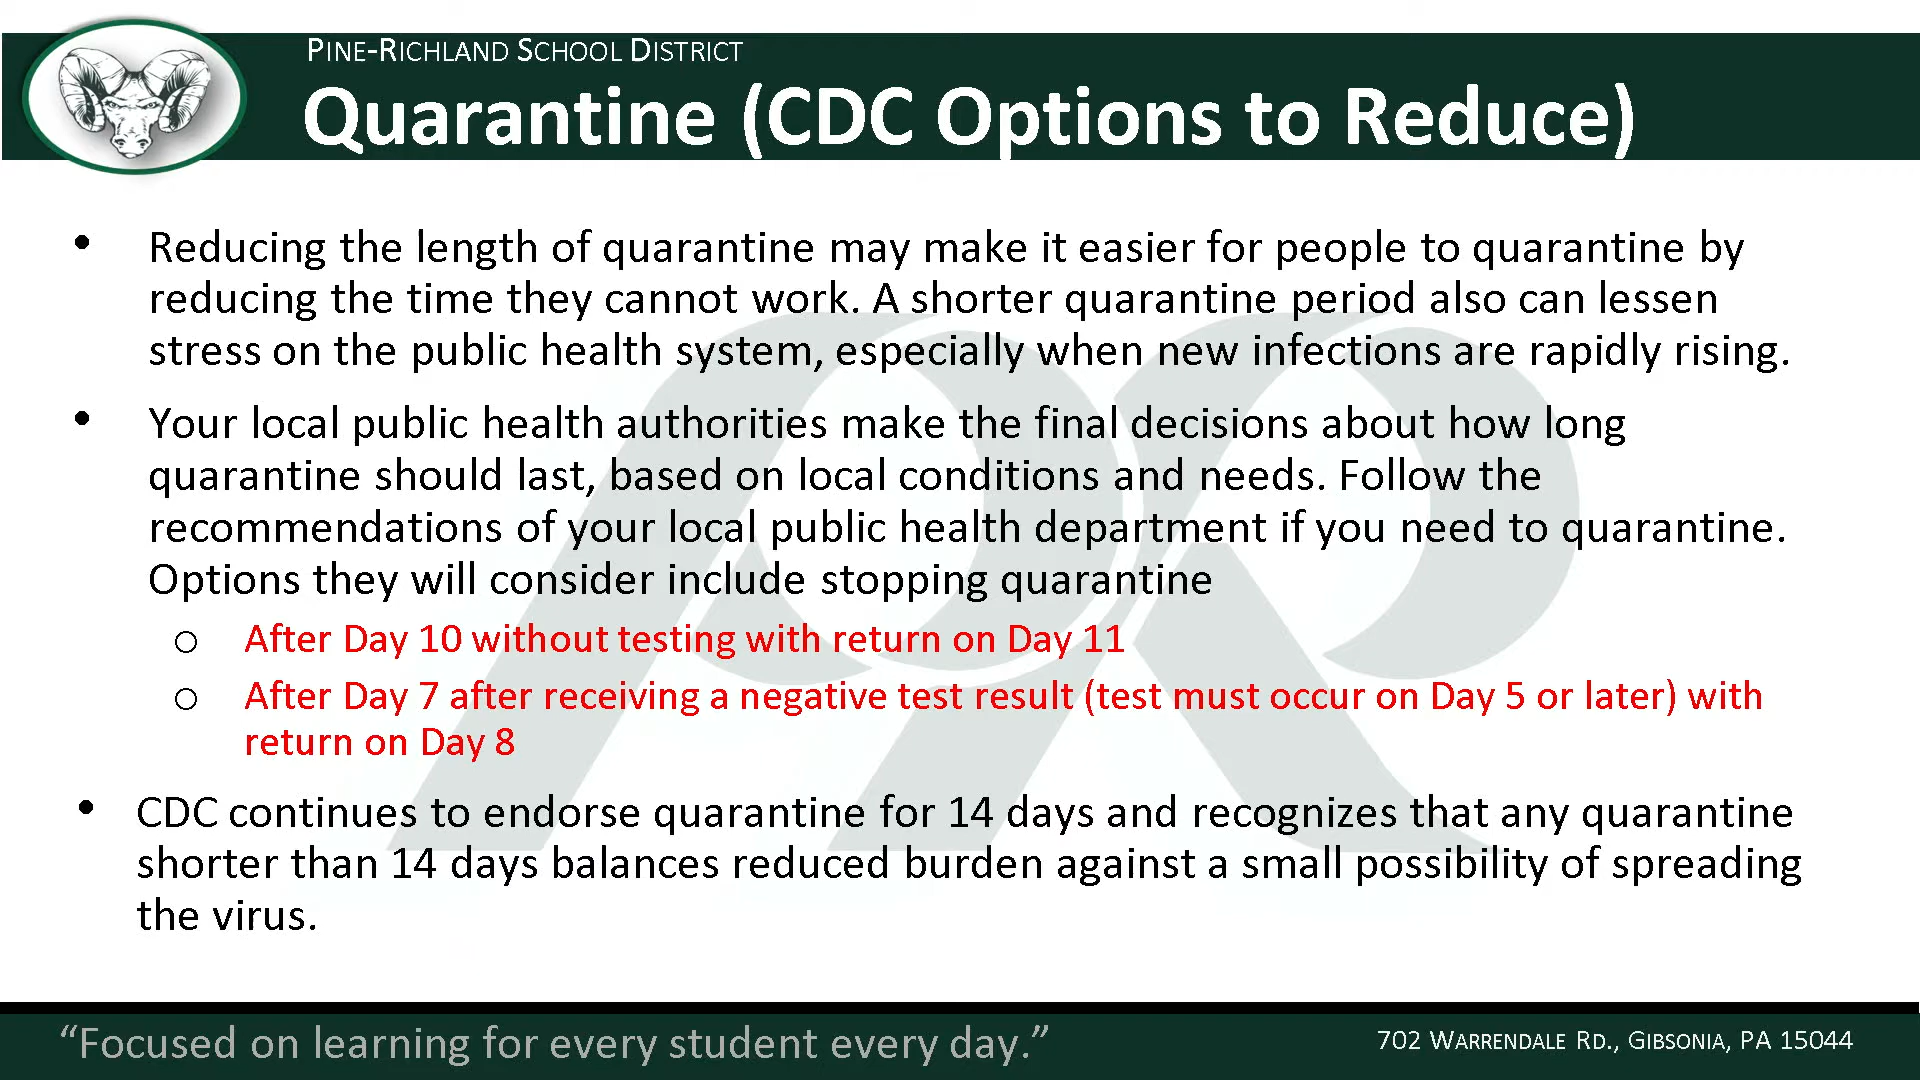 PINE-RICHLAND SCHOOL DISTRICT
Quarantine (CDC Options to Reduce)
• Reducing the length of quarantine may make it easier for people to quarantine by
reducing the time they cannot work. A shorter quarantine period also can lessen
stress on the public health system, especially when new infections are rapidly rising.
• Your local public health authorities make the final decisions about how long
quarantine should last, based on local conditions and needs. Follow the
recommendations of your local public health department if you need to quarantine.
Options they will consider include stopping quarantine
o After Day 10 without testing with return on Day 11
o After Day 7 after receiving a negative test result (test must occur on Day 5 or later) with
return on Day 8
• CDC continues to endorse quarantine for 14 days and recognizes that any quarantine
shorter than 14 days balances reduced burden against a small possibility of spreading
the virus.
“Focused on learning for every student every day.”
702 WARRENDALE RD., GIBSONIA, PA 15044